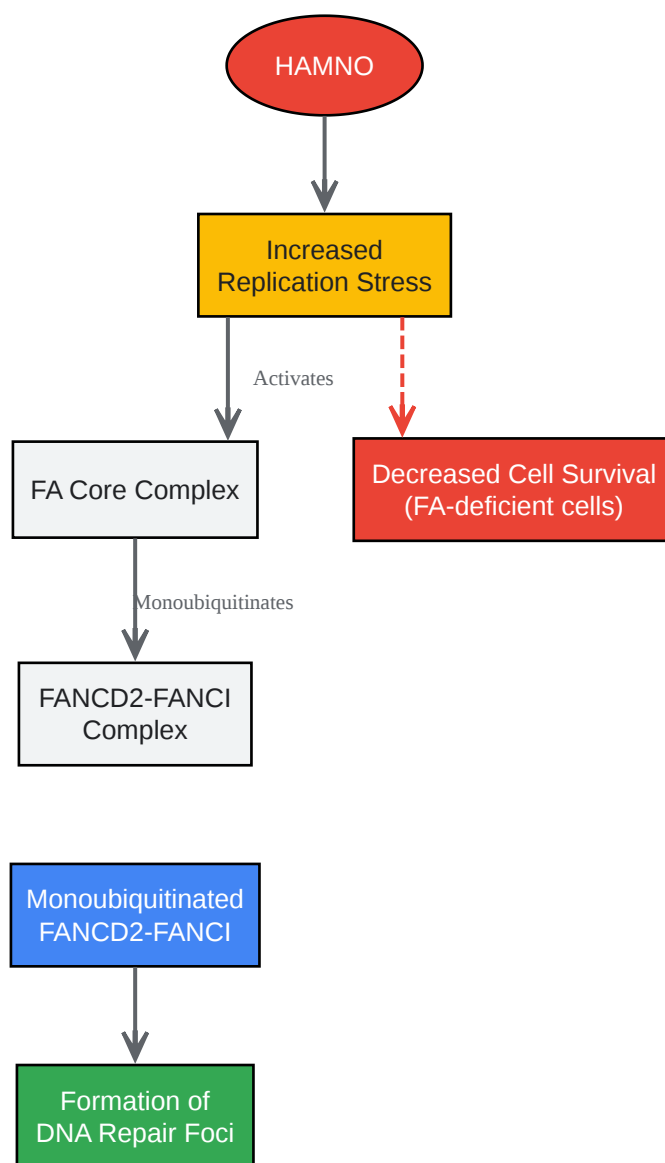 HAMNO
Increased
Replication Stress
Activates
FA Core Complex
Decreased Cell Survival
(FA-deficient cells)
Monoubiquitinates
FANCD2-FANCI
Complex
Monoubiquitinated
FANCD2-FANCI
Formation of
DNA Repair Foci